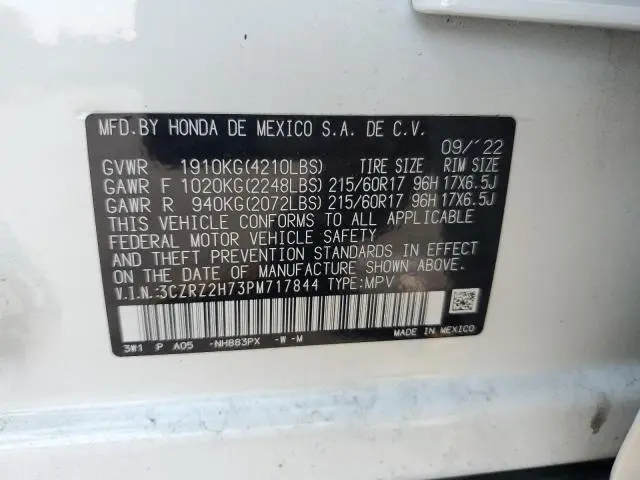 MFD.BY HONDA DE MEXICO S.A. DE C.V.
09/'22
GVWR 1910KG(4210LBS) TIRE SIZE RIM SIZE
GAWR F 1020KG(2248LBS) 215/60R17 96H 17X6.5J
GAWR R 940KG(2072LBS) 215/60R17 96H 17X6.5J
THIS VEHICLE CONFORMS TO ALL APPLICABLE
FEDERAL MOTOR VEHICLE SAFETY
AND THEFT PREVENTION STANDARDS IN EFFECT
ON THE DATE OF MANUFACTURE SHOWN ABOVE.
V.I.N.:3CZRZ2H73PM717844 TYPE:MPV
MADE IN MEXICO
3W1 P A05 -NH883PX -W -M